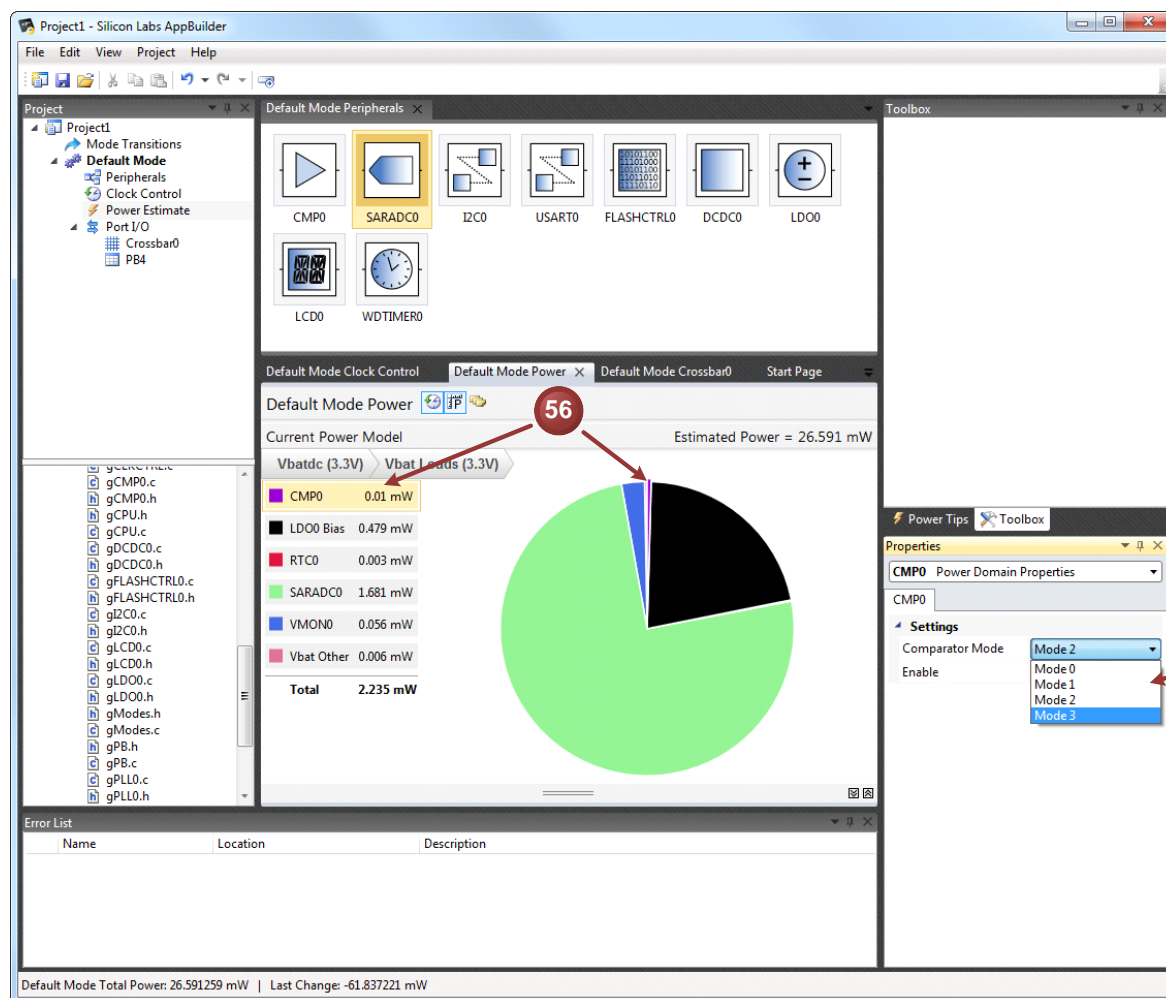 Project1 - Silicon Labs AppBuilder
File Edit View Project Help
Project
Project1
Mode Transitions
Default Mode
Peripherals
Clock Control
Power Estimate
Port I/O
Crossbar0
PB4
Default Mode Peripherals
CMP0 SARADC0 I2C0 USART0 FLASHCTRL0 DCDC0 LDO0
10101100
11101000
10101100
11011010
11110110
LCD0 WDTIMER0
Default Mode Clock Control Default Mode Power Default Mode Crossbar0 Start Page
Default Mode Power
56
Current Power Model Estimated Power = 26.591 mW
Vbatdc (3.3V) Vbat Loads (3.3V)
CMP0 0.01 mW
LDO0 Bias 0.479 mW
RTC0 0.003 mW
SARADC0 1.681 mW
VMON0 0.056 mW
Vbat Other 0.006 mW
Total 2.235 mW
gCMP0.c
gCMP0.h
gCPU.h
gCPU.c
gDCDC0.c
gDCDC0.h
gFLASHCTRL0.c
gFLASHCTRL0.h
gI2C0.c
gI2C0.h
gLCD0.c
gLCD0.h
gLDO0.c
gLDO0.h
gModes.h
gModes.c
gPB.h
gPB.c
gPLL0.c
gPLL0.h
Toolbox
Power Tips Toolbox
Properties
CMP0 Power Domain Properties
CMP0
Settings
Comparator Mode Mode 2
Enable
Mode 0
Mode 1
Mode 2
Mode 3
Error List
Name Location Description
Default Mode Total Power: 26.591259 mW | Last Change: -61.837221 mW